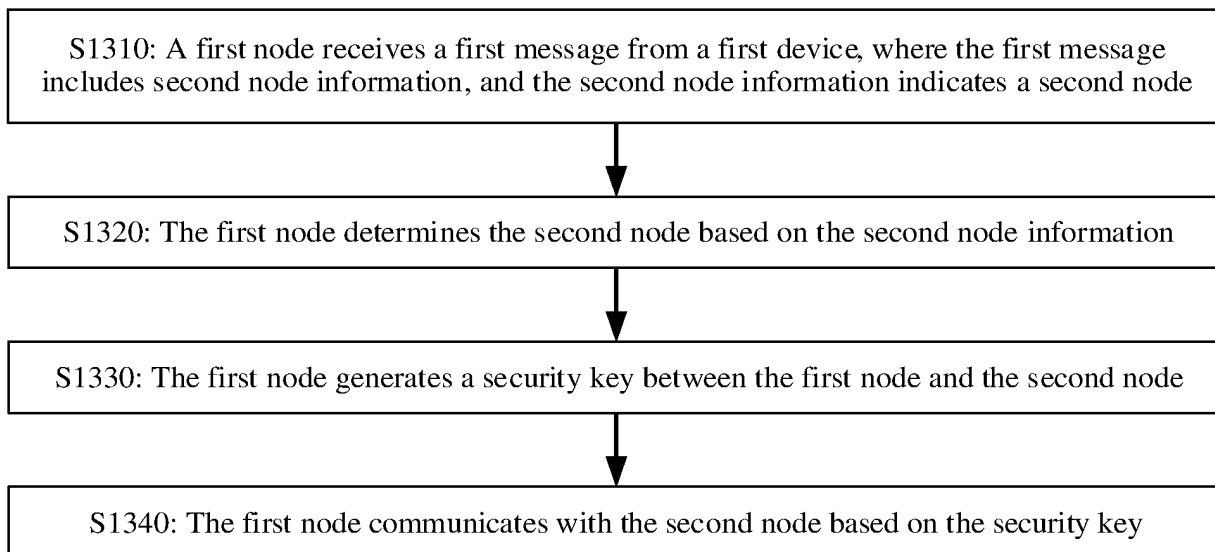 S1310: A first node receives a first message from a first device, where the first message
includes second node information, and the second node information indicates a second node
S1320: The first node determines the second node based on the second node information
S1330: The first node generates a security key between the first node and the second node
S1340: The first node communicates with the second node based on the security key